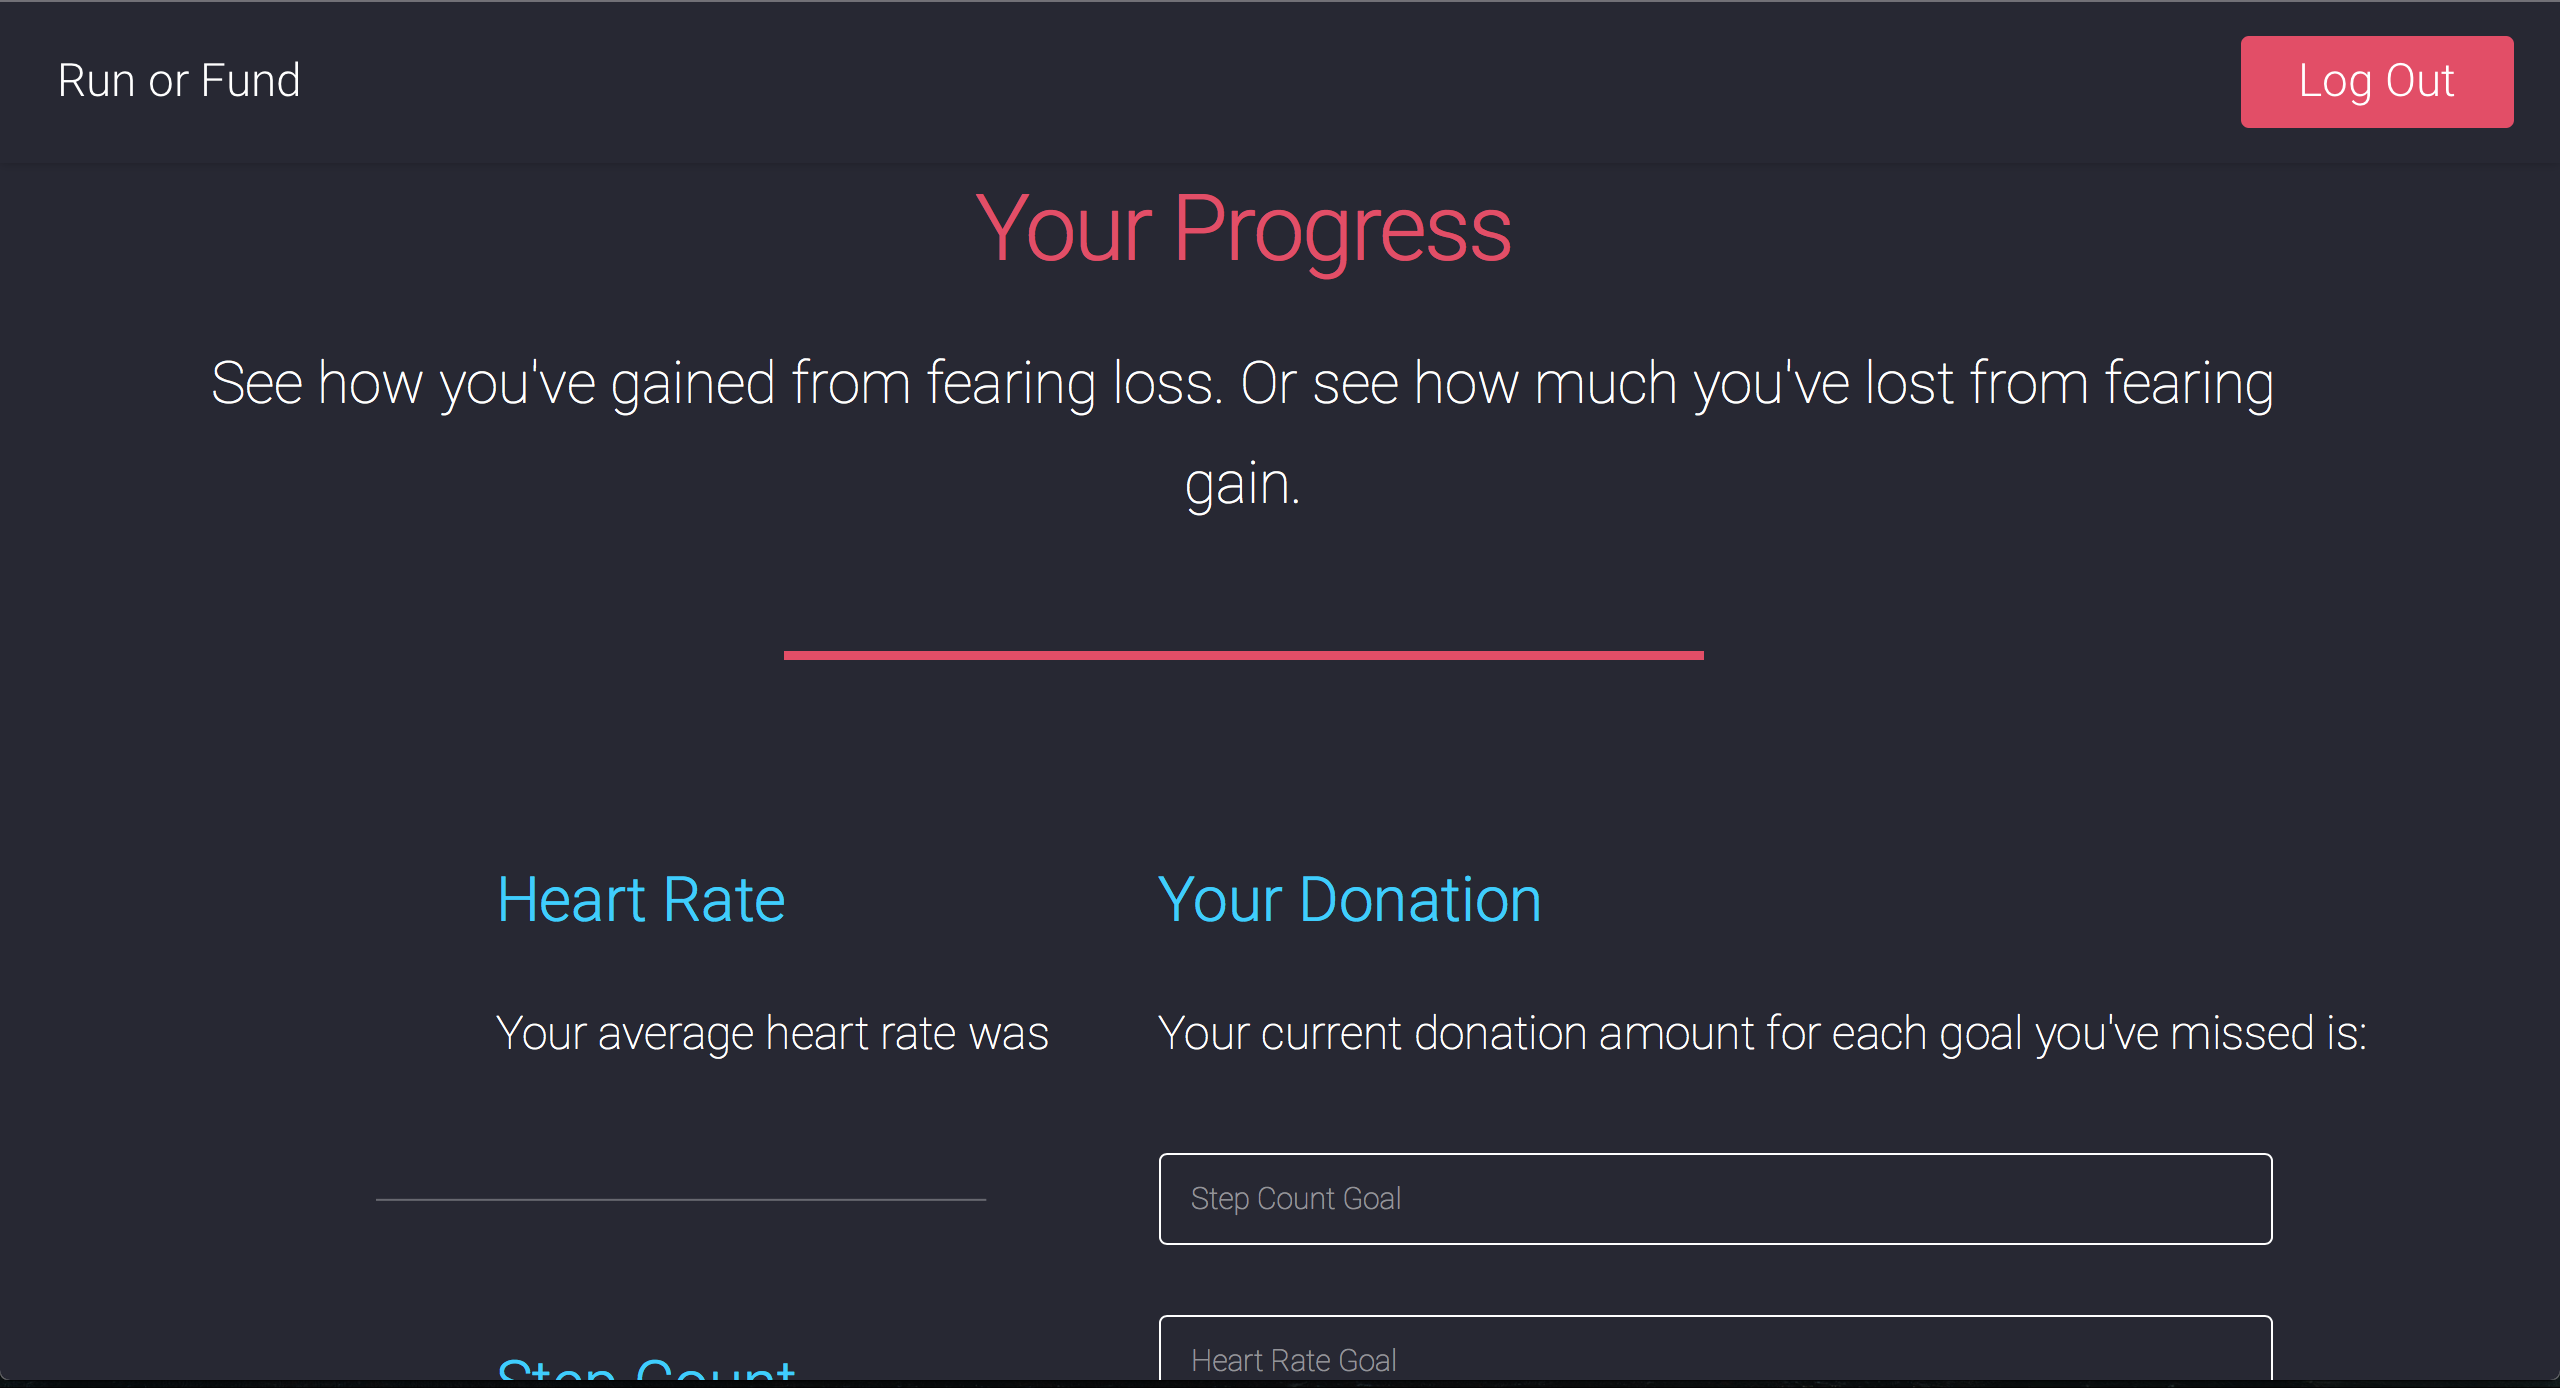 Run or Fund
Log Out
Your Progress
See how you've gained from fearing loss. Or see how much you've lost from fearing
gain.
Heart Rate
Your average heart rate was
Step Count
Your Donation
Your current donation amount for each goal you've missed is:
Step Count Goal
Heart Rate Goal